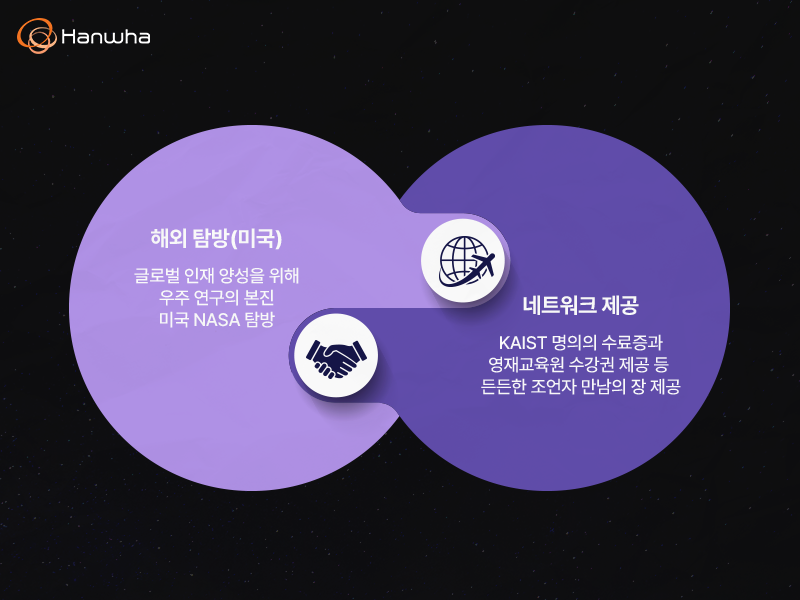 Hanwha
해외 탐방(미국)
글로벌 인재 양성을 위해
우주 연구의 본진
미국 NASA 탐방
네트워크 제공
KAIST 명의의 수료증과
영재교육원 수강권 제공 등
든든한 조언자 만남의 장 제공